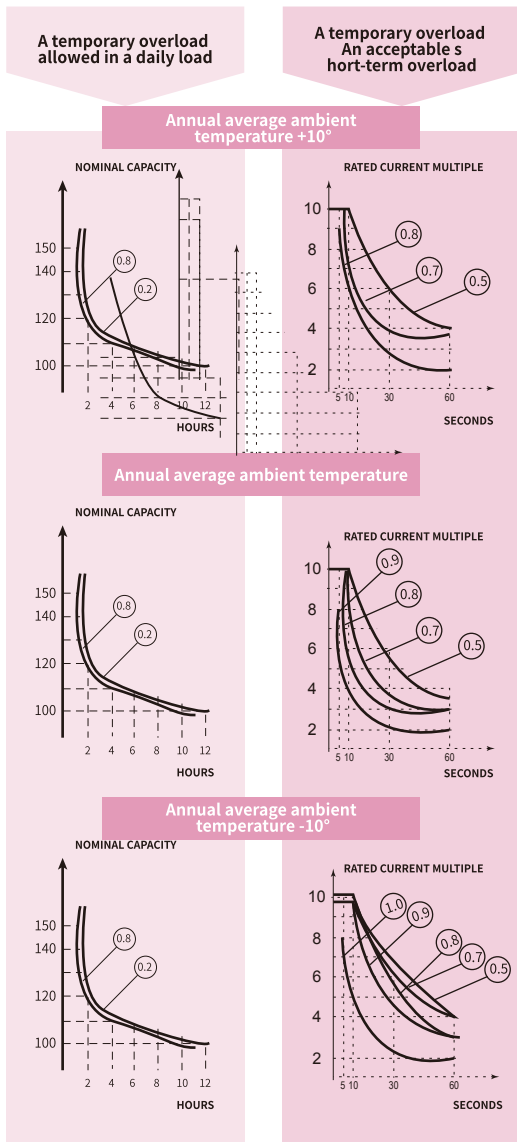 A temporary overload
allowed in a daily load
A temporary overload
An acceptable s
hort-term overload
Annual average ambient
temperature +10°
NOMINAL CAPACITY
150
140
120
100
0.8
0.2
2 4 6 8 10 12
HOURS
RATED CURRENT MULTIPLE
10
8
6
4
2
0.8
0.7
0.5
5 10 30 60
SECONDS
Annual average ambient temperature
NOMINAL CAPACITY
150
140
120
100
0.8
0.2
2 4 6 8 10 12
HOURS
RATED CURRENT MULTIPLE
10
8
6
4
2
0.9
0.8
0.7
0.5
5 10 30 60
SECONDS
Annual average ambient
temperature -10°
NOMINAL CAPACITY
150
140
120
100
0.8
0.2
2 4 6 8 10 12
HOURS
RATED CURRENT MULTIPLE
10
8
6
4
2
1.0
0.9
0.8
0.7
0.5
5 10 30 60
SECONDS